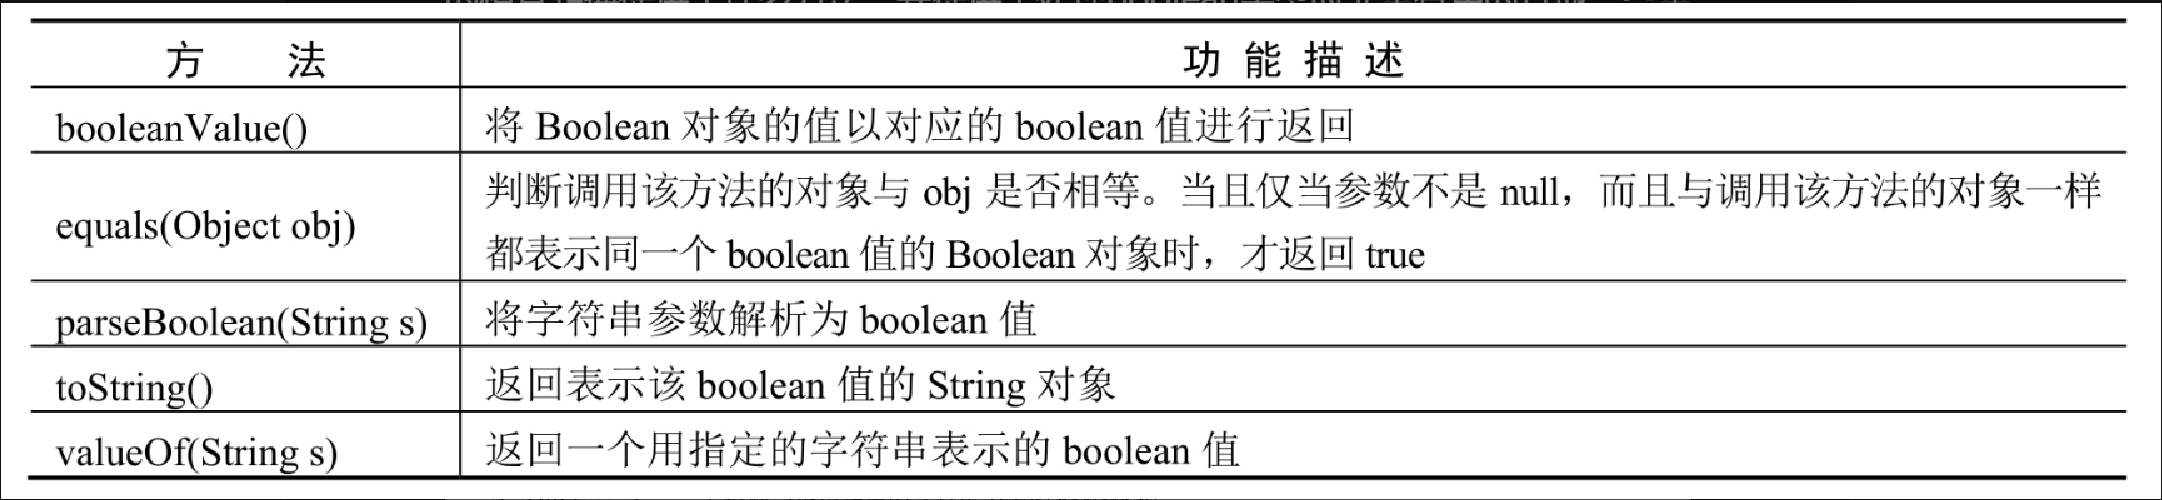 方 法 功 能 描 述
booleanValue() 将 Boolean 对象的值以对应的 boolean 值进行返回
equals(Object obj) 判断调用该方法的对象与 obj 是否相等。当且仅当参数不是 null，而且与调用该方法的对象一样
都表示同一个 boolean 值的 Boolean 对象时，才返回 true
parseBoolean(String s) 将字符串参数解析为 boolean 值
toString() 返回表示该 boolean 值的 String 对象
valueOf(String s) 返回一个用指定的字符串表示的 boolean 值